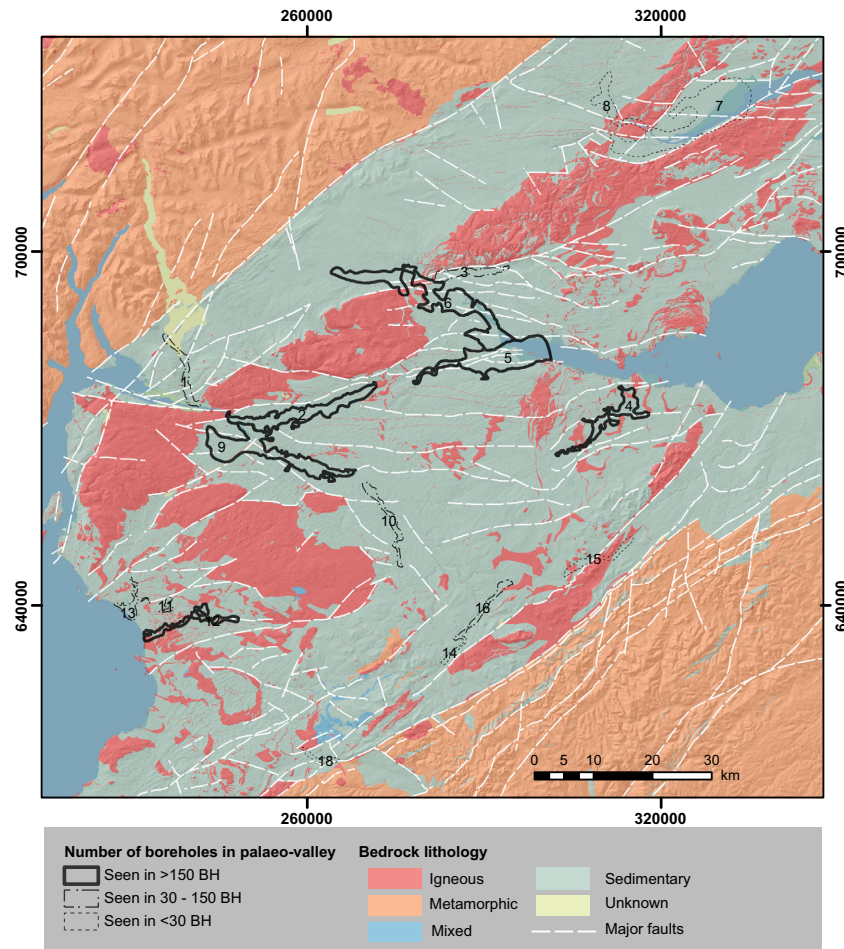 260000 320000
8 7
700000 700000
3
6
5
1
2
4
9
10
15
640000 11 16 640000
13
12
14
18
0 5 10 20 30
km
260000 320000
Number of boreholes in palaeo-valley Bedrock lithology
Seen in >150 BH Igneous Sedimentary
Seen in 30 - 150 BH Metamorphic Unknown
Seen in <30 BH Mixed Major faults